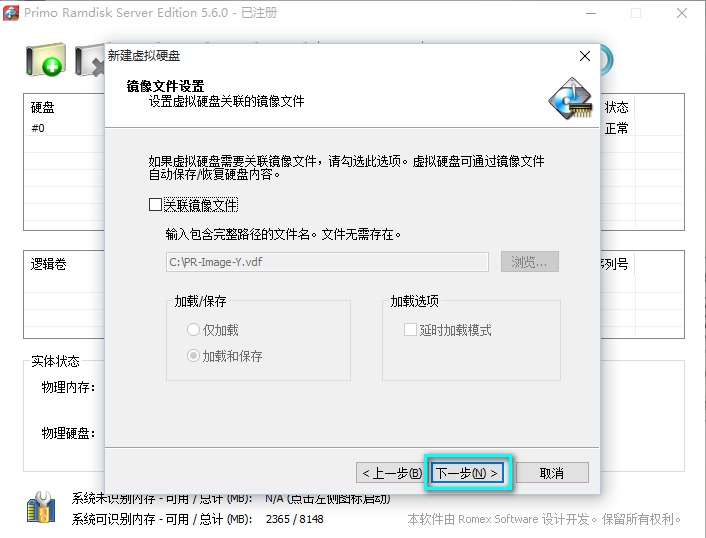 Primo Ramdisk Server Edition 5.6.0 - 已注册
新建虚拟硬盘
镜像文件设置
设置虚拟硬盘关联的镜像文件
硬盘
状态
#0
正常
如果虚拟硬盘需要关联镜像文件，请勾选此选项。虚拟硬盘可通过镜像文件
自动保存/恢复硬盘内容。
关联镜像文件
输入包含完整路径的文件名。文件无需存在。
逻辑卷
序列号
C:\PR-Image-Y.vdf
浏览...
加载/保存
加载选项
仅加载
延时加载模式
加载和保存
实体状态
物理内存：
物理硬盘：
< 上一步(B)
下一步(N) >
取消
系统未识别内存 - 可用 / 总计 (MB):
N/A (点击左侧图标启动)
系统可识别内存 - 可用 / 总计 (MB):
2365 / 8148
本软件由 Romex Software 设计开发。保留所有权利。